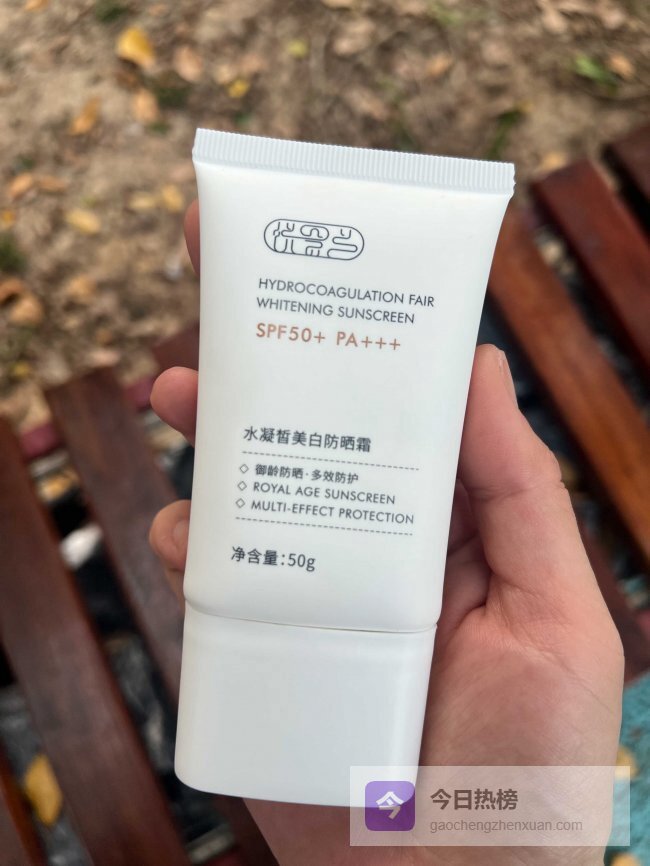 HYDROCOAGULATION FAIR
WHITENING SUNSCREEN
SPF50+ PA+++
水凝皙美白防晒霜
御龄防晒·多效防护
ROYAL AGE SUNSCREEN
MULTI-EFFECT PROTECTION
净含量:50g
今
今日热榜
gaochengzhenxuan.com